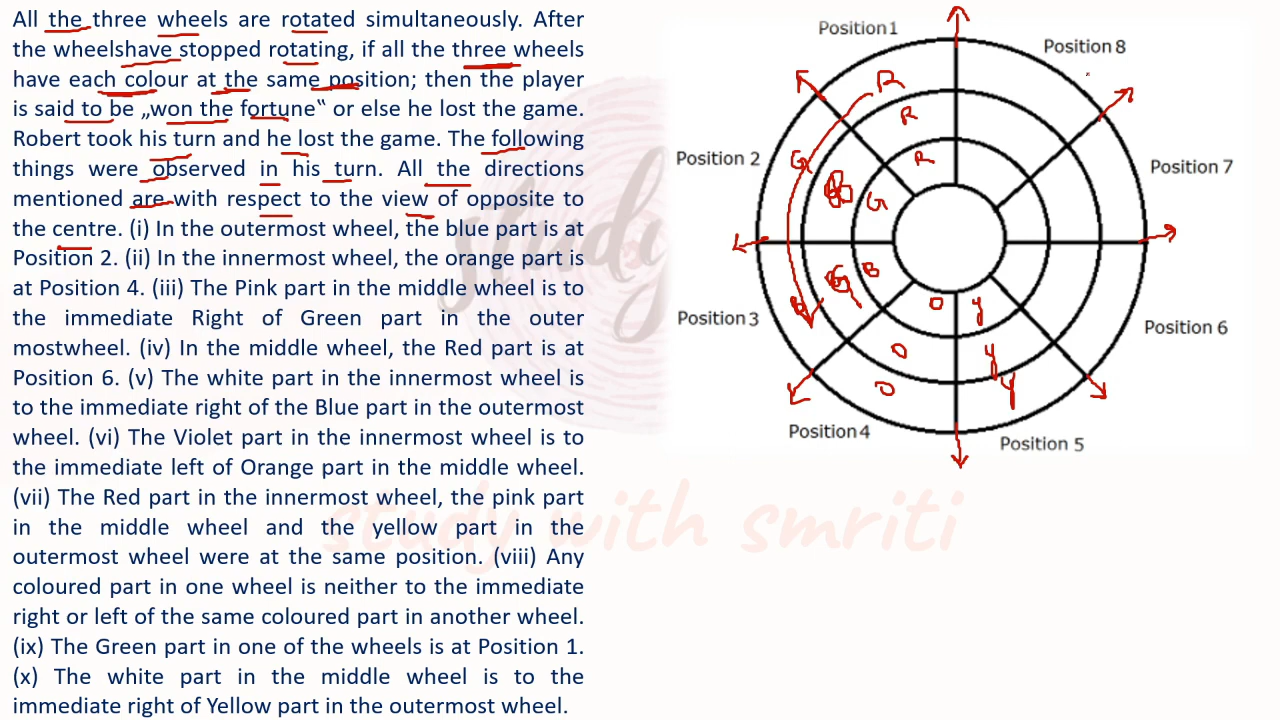 All the three wheels are rotated simultaneously. After
the wheelshave stopped rotating, if all the three wheels
have each colour at the same position; then the player
is said to be „won the fortune‟ or else he lost the game.
Robert took his turn and he lost the game. The following
things were observed in his turn. All the directions
mentioned are with respect to the view of opposite to
the centre. (i) In the outermost wheel, the blue part is at
Position 2. (ii) In the innermost wheel, the orange part is
at Position 4. (iii) The Pink part in the middle wheel is to
the immediate Right of Green part in the outer
mostwheel. (iv) In the middle wheel, the Red part is at
Position 6. (v) The white part in the innermost wheel is
to the immediate right of the Blue part in the outermost
wheel. (vi) The Violet part in the innermost wheel is to
the immediate left of Orange part in the middle wheel.
(vii) The Red part in the innermost wheel, the pink part
in the middle wheel and the yellow part in the
outermost wheel were at the same position. (viii) Any
coloured part in one wheel is neither to the immediate
right or left of the same coloured part in another wheel.
(ix) The Green part in one of the wheels is at Position 1.
(x) The white part in the middle wheel is to the
immediate right of Yellow part in the outermost wheel.
Position1
Position 8
Position 2
Position 7
Position3
Position 6
Position4
Position 5
R
R
R
G
G
G
B
O
y
O
y
O
y
study with smriti